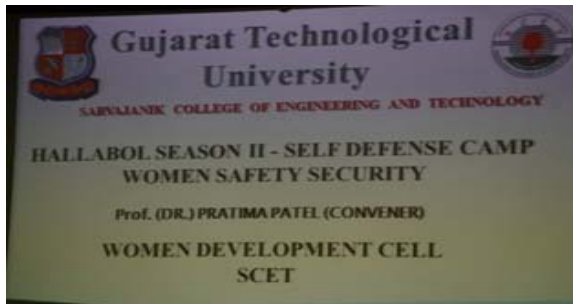 Gujarat Technological
University
SARVAJANIK COLLEGE OF ENGINEERING AND TECHNOLOGY
HALLABOL SEASON II - SELF DEFENSE CAMP
WOMEN SAFETY SECURITY
Prof. (DR.) PRATIMA PATEL (CONVENER)
WOMEN DEVELOPMENT CELL
SCET